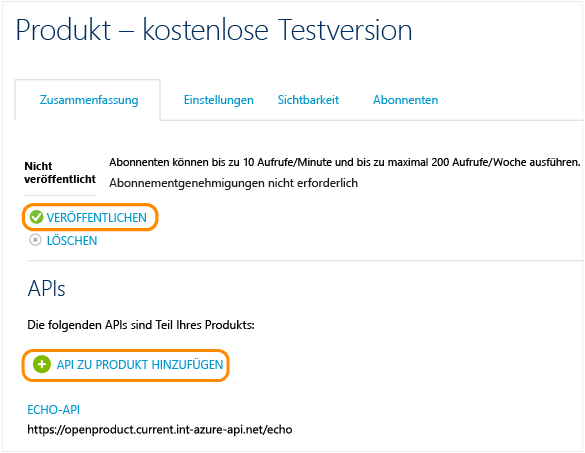 Produkt – kostenlose Testversion
Zusammenfassung Einstellungen Sichtbarkeit Abonnenten
Nicht veröffentlicht
Abonnenten können bis zu 10 Aufrufe/Minute und bis zu maximal 200 Aufrufe/Woche ausführen.
Abonnementgenehmigungen nicht erforderlich
VERÖFFENTLICHEN
LÖSCHEN
APIs
Die folgenden APIs sind Teil Ihres Produkts:
API ZU PRODUKT HINZUFÜGEN
ECHO-API
https://openproduct.current.int-azure-api.net/echo